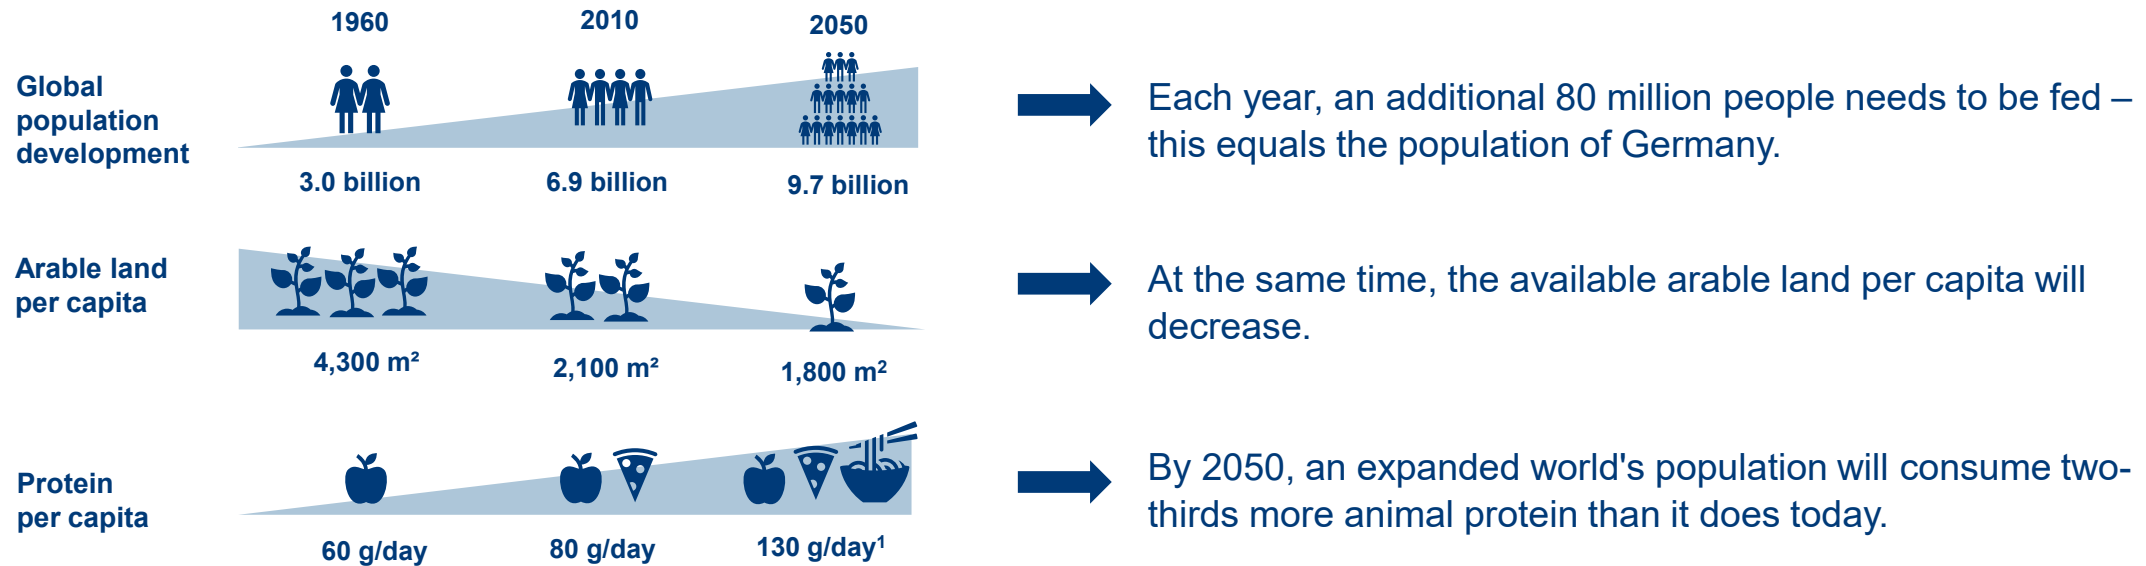 1960
2010
2050
Global
population
development
3.0 billion
6.9 billion
9.7 billion
Each year, an additional 80 million people needs to be fed –
this equals the population of Germany.
Arable land
per capita
4,300 m²
2,100 m²
1,800 m²
At the same time, the available arable land per capita will
decrease.
Protein
per capita
60 g/day
80 g/day
130 g/day¹
By 2050, an expanded world's population will consume two-
thirds more animal protein than it does today.